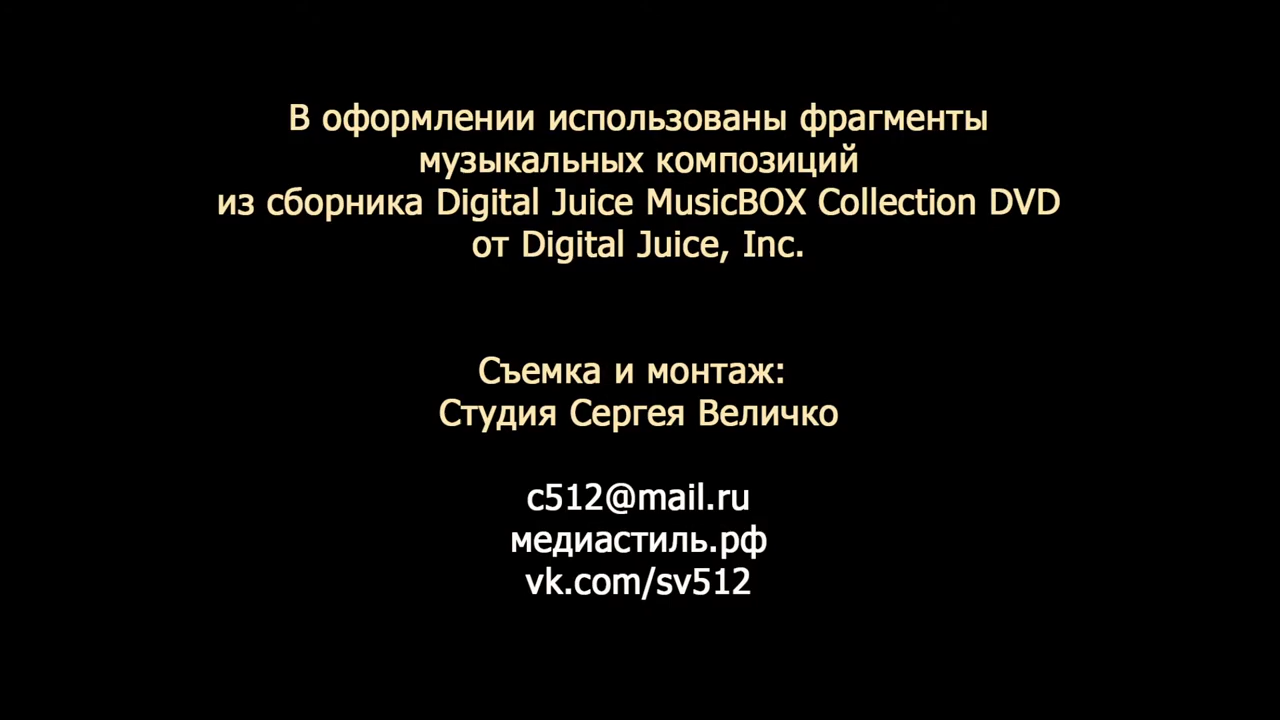 В оформлении использованы фрагменты
музыкальных композиций
из сборника Digital Juice MusicBOX Collection DVD
от Digital Juice, Inc.
Съемка и монтаж:
Студия Сергея Величко
c512@mail.ru
медиастиль.рф
vk.com/sv512